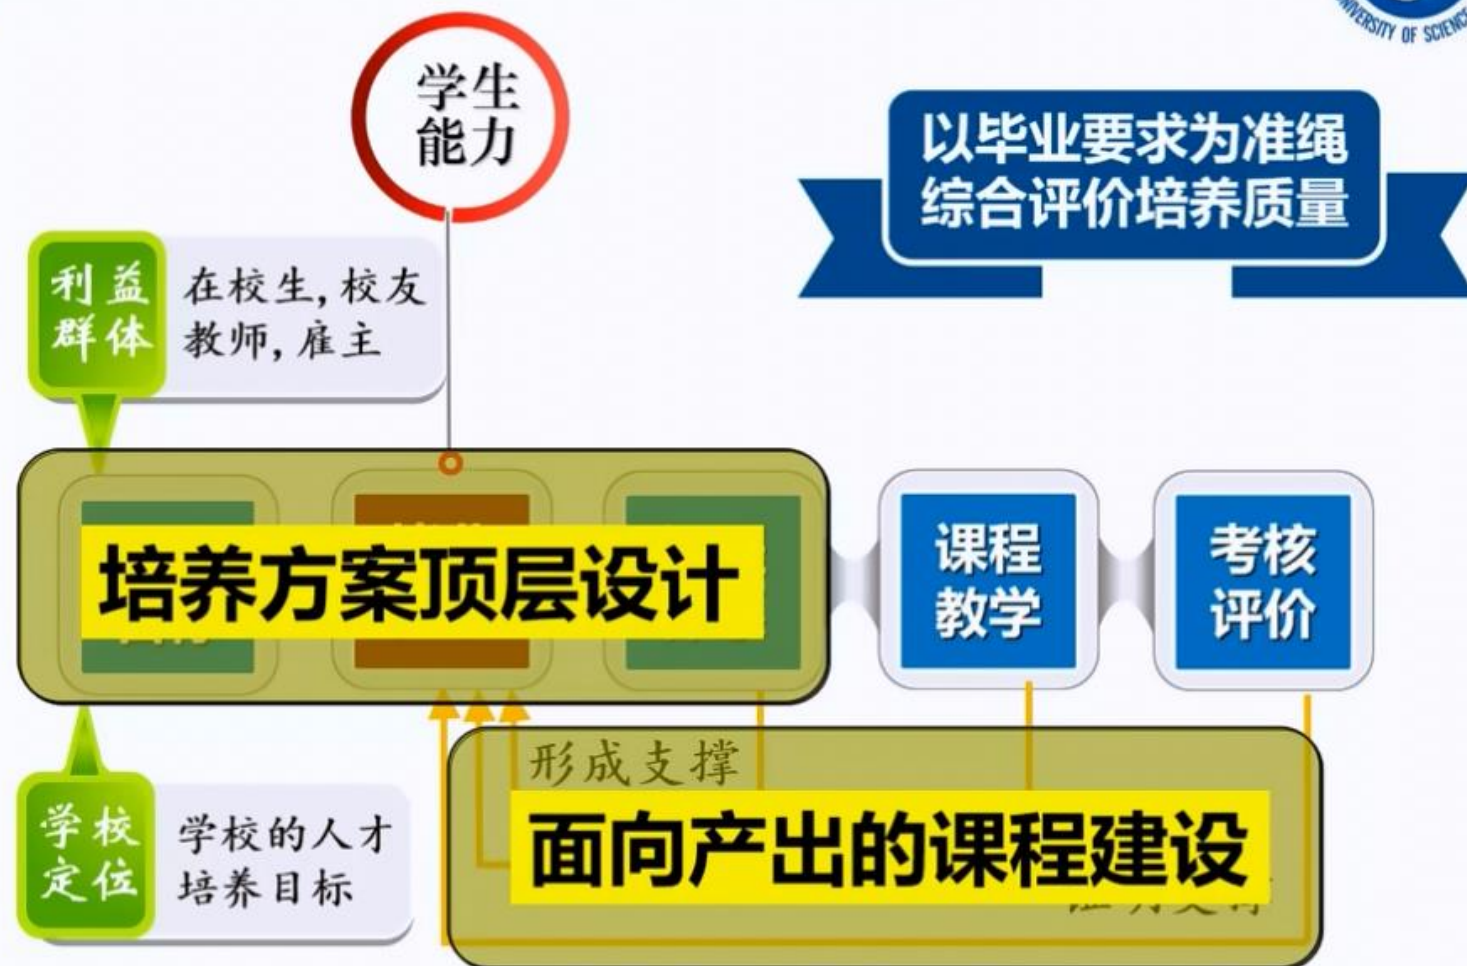 UNIVERSITY OF SCIENCE
学生
能力
以毕业要求为准绳
综合评价培养质量
利益
群体
在校生,校友
教师,雇主
培养方案顶层设计
课程
教学
考核
评价
形成支撑
面向产出的课程建设
学校
定位
学校的人才
培养目标